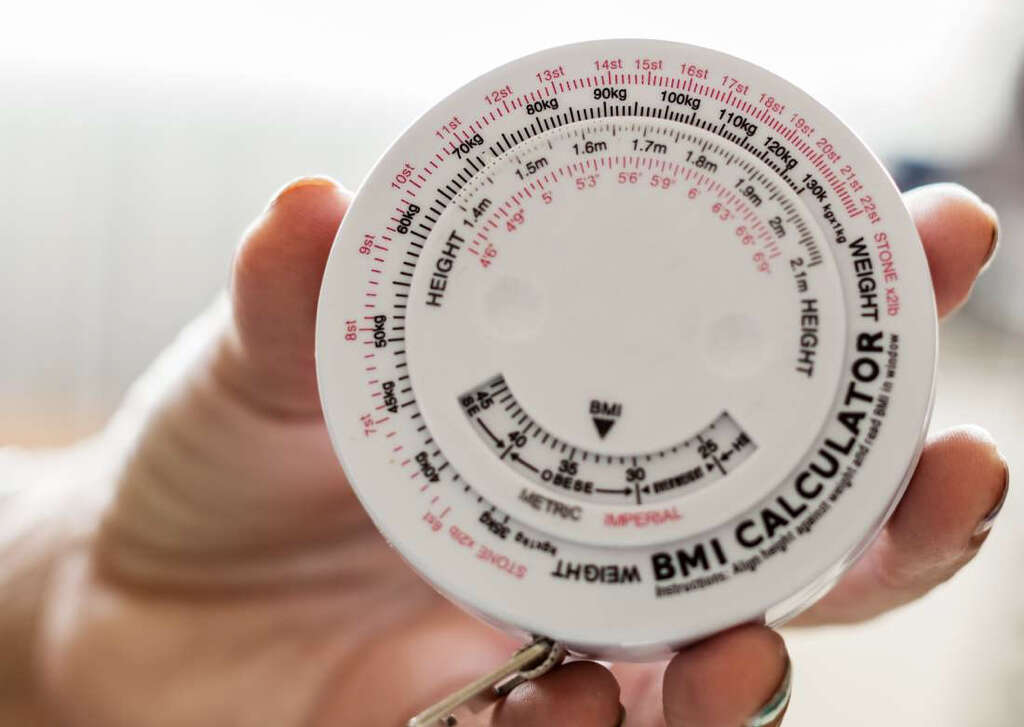 6st 7st 8st 9st 10st 11st 12st 13st 14st 15st 16st 17st 18st 19st 20st 21st 22st STONE x2lb
35kg 40kg 45kg 50kg 60kg 70kg 80kg 90kg 100kg 110kg 120kg 130k kgx1kg WEIGHT
HEIGHT 1.4m 1.5m 1.6m 1.7m 1.8m 1.9m 2m 2.1m HEIGHT
4'6" 4'9" 5' 5'3" 5'6" 5'9" 6' 6'3" 6'6" 6'9"
BMI
45 40 35 30 25
SE OBESE HE
METRIC IMPERIAL
STONE x2lb
kgx1kg WEIGHT
BMI CALCULATOR
Instructions: Align height against weight and read BMI in window